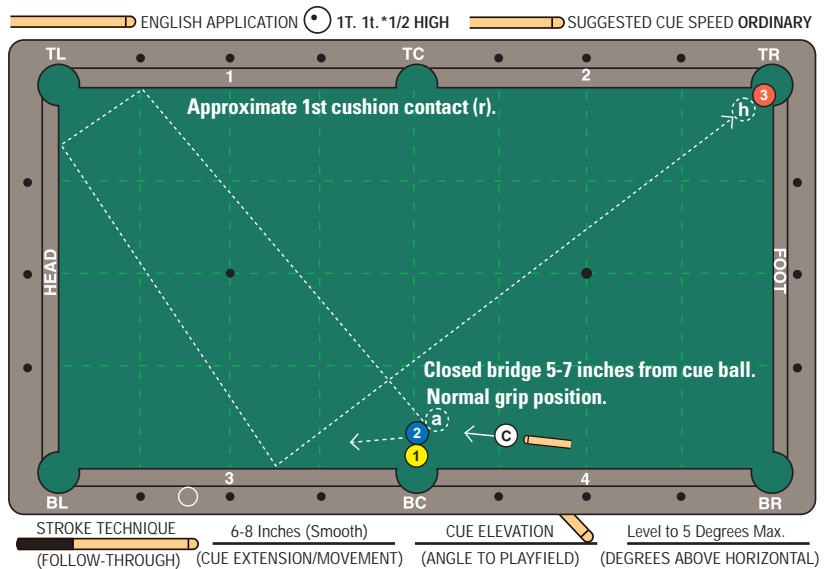 ENGLISH APPLICATION 1T. 1t.*1/2 HIGH SUGGESTED CUE SPEED ORDINARY
TL TC TR
1 2
3
h
Approximate 1st cushion contact (r).
HEAD FOOT
Closed bridge 5-7 inches from cue ball.
Normal grip position.
a
2 C
1
3 4
BL BC BR
STROKE TECHNIQUE 6-8 Inches (Smooth) CUE ELEVATION Level to 5 Degrees Max.
(FOLLOW-THROUGH) (CUE EXTENSION/MOVEMENT) (ANGLE TO PLAYFIELD) (DEGREES ABOVE HORIZONTAL)